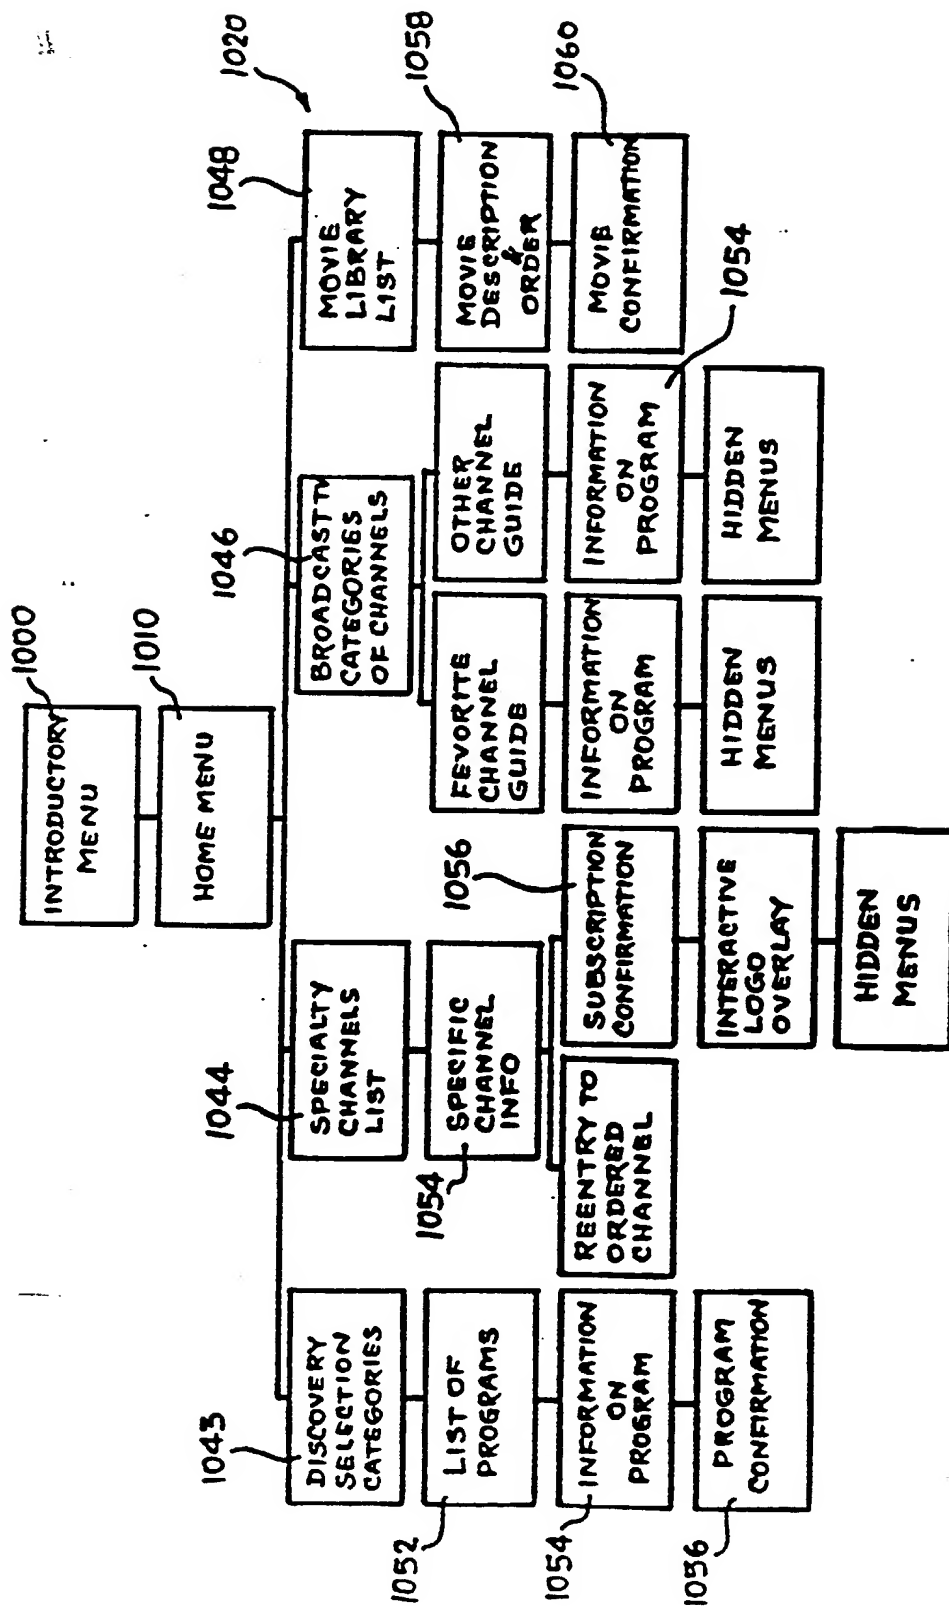 1000
INTRODUCTORY
MENU
1010
HOME MENU
1020
1043
DISCOVERY
SELECTION
CATEGORIES
1044
SPECIALTY
CHANNELS
LIST
1046
BROADCAST TV
CATEGORIES
OF CHANNELS
1048
MOVIE
LIBRARY
LIST
1052
LIST OF
PROGRAMS
1054
SPECIFIC
CHANNEL
INFO
FEVORITE
CHANNEL
GUIDE
OTHER
CHANNEL
GUIDE
1058
MOVIE
DESCRIPTION
&
ORDER
1054
INFORMATION
ON
PROGRAM
REENTRY TO
ORDERED
CHANNEL
1056
SUBSCRIPTION
CONFIRMATION
INFORMATION
ON
PROGRAM
INFORMATION
ON
PROGRAM
1054
1060
MOVIE
CONFIRMATION
1056
PROGRAM
CONFIRMATION
INTERACTIVE
LOGO
OVERLAY
HIDDEN
MENUS
HIDDEN
MENUS
HIDDEN
MENUS